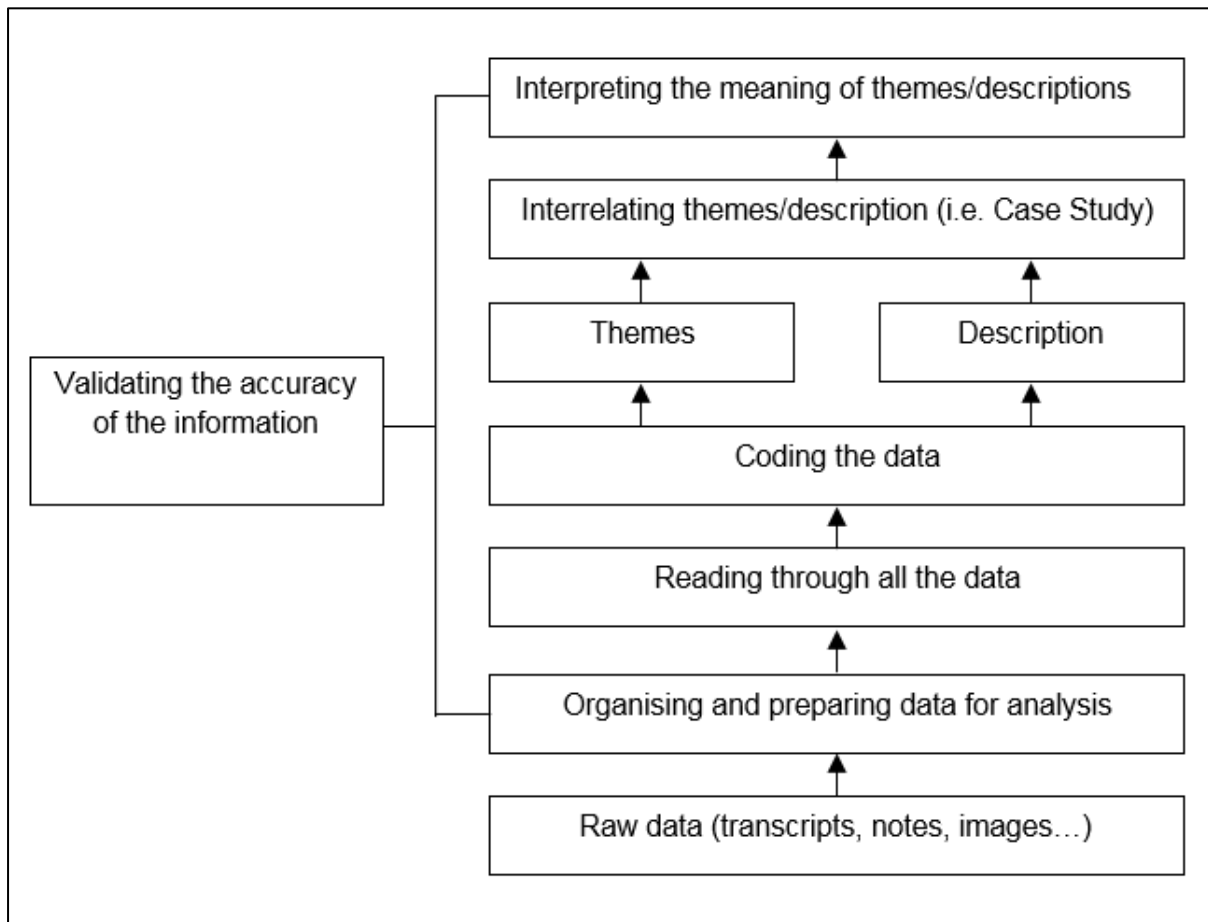 Interpreting the meaning of themes/descriptions
Interrelating themes/description (i.e. Case Study)
Themes
Description
Validating the accuracy
of the information
Coding the data
Reading through all the data
Organising and preparing data for analysis
Raw data (transcripts, notes, images…)